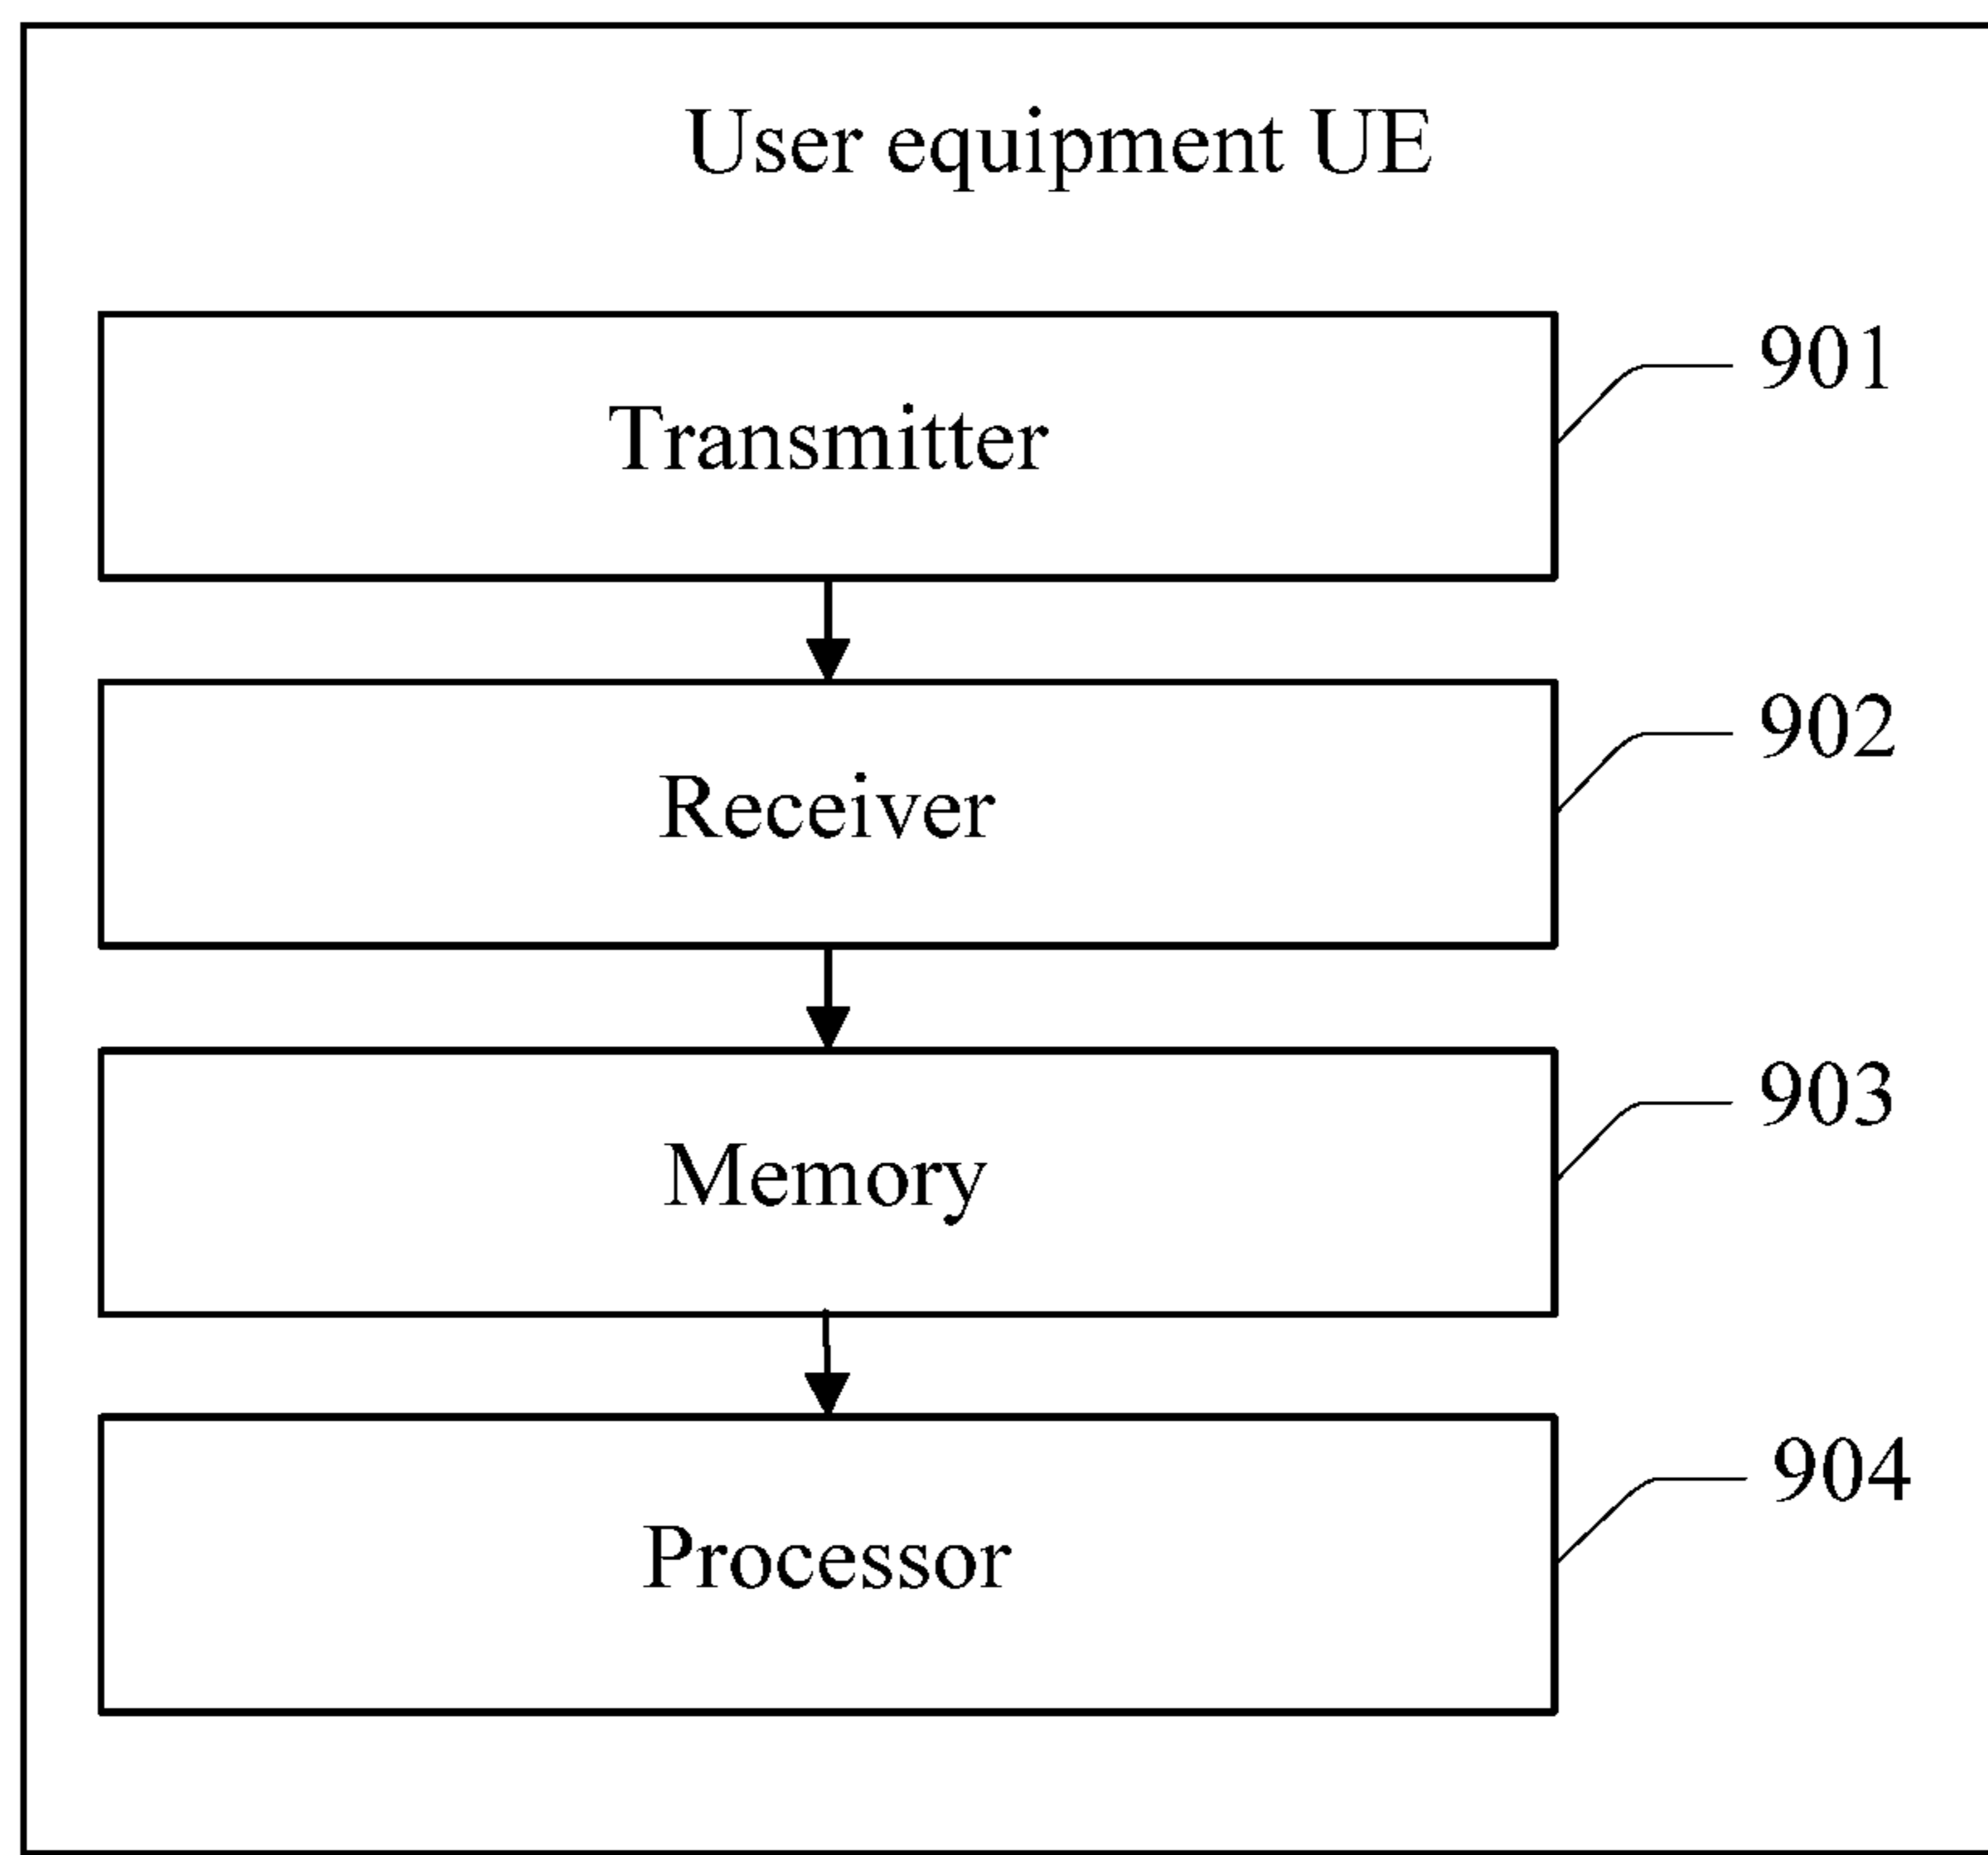 User equipment UE
Transmitter
901
Receiver
902
Memory
903
Processor
904